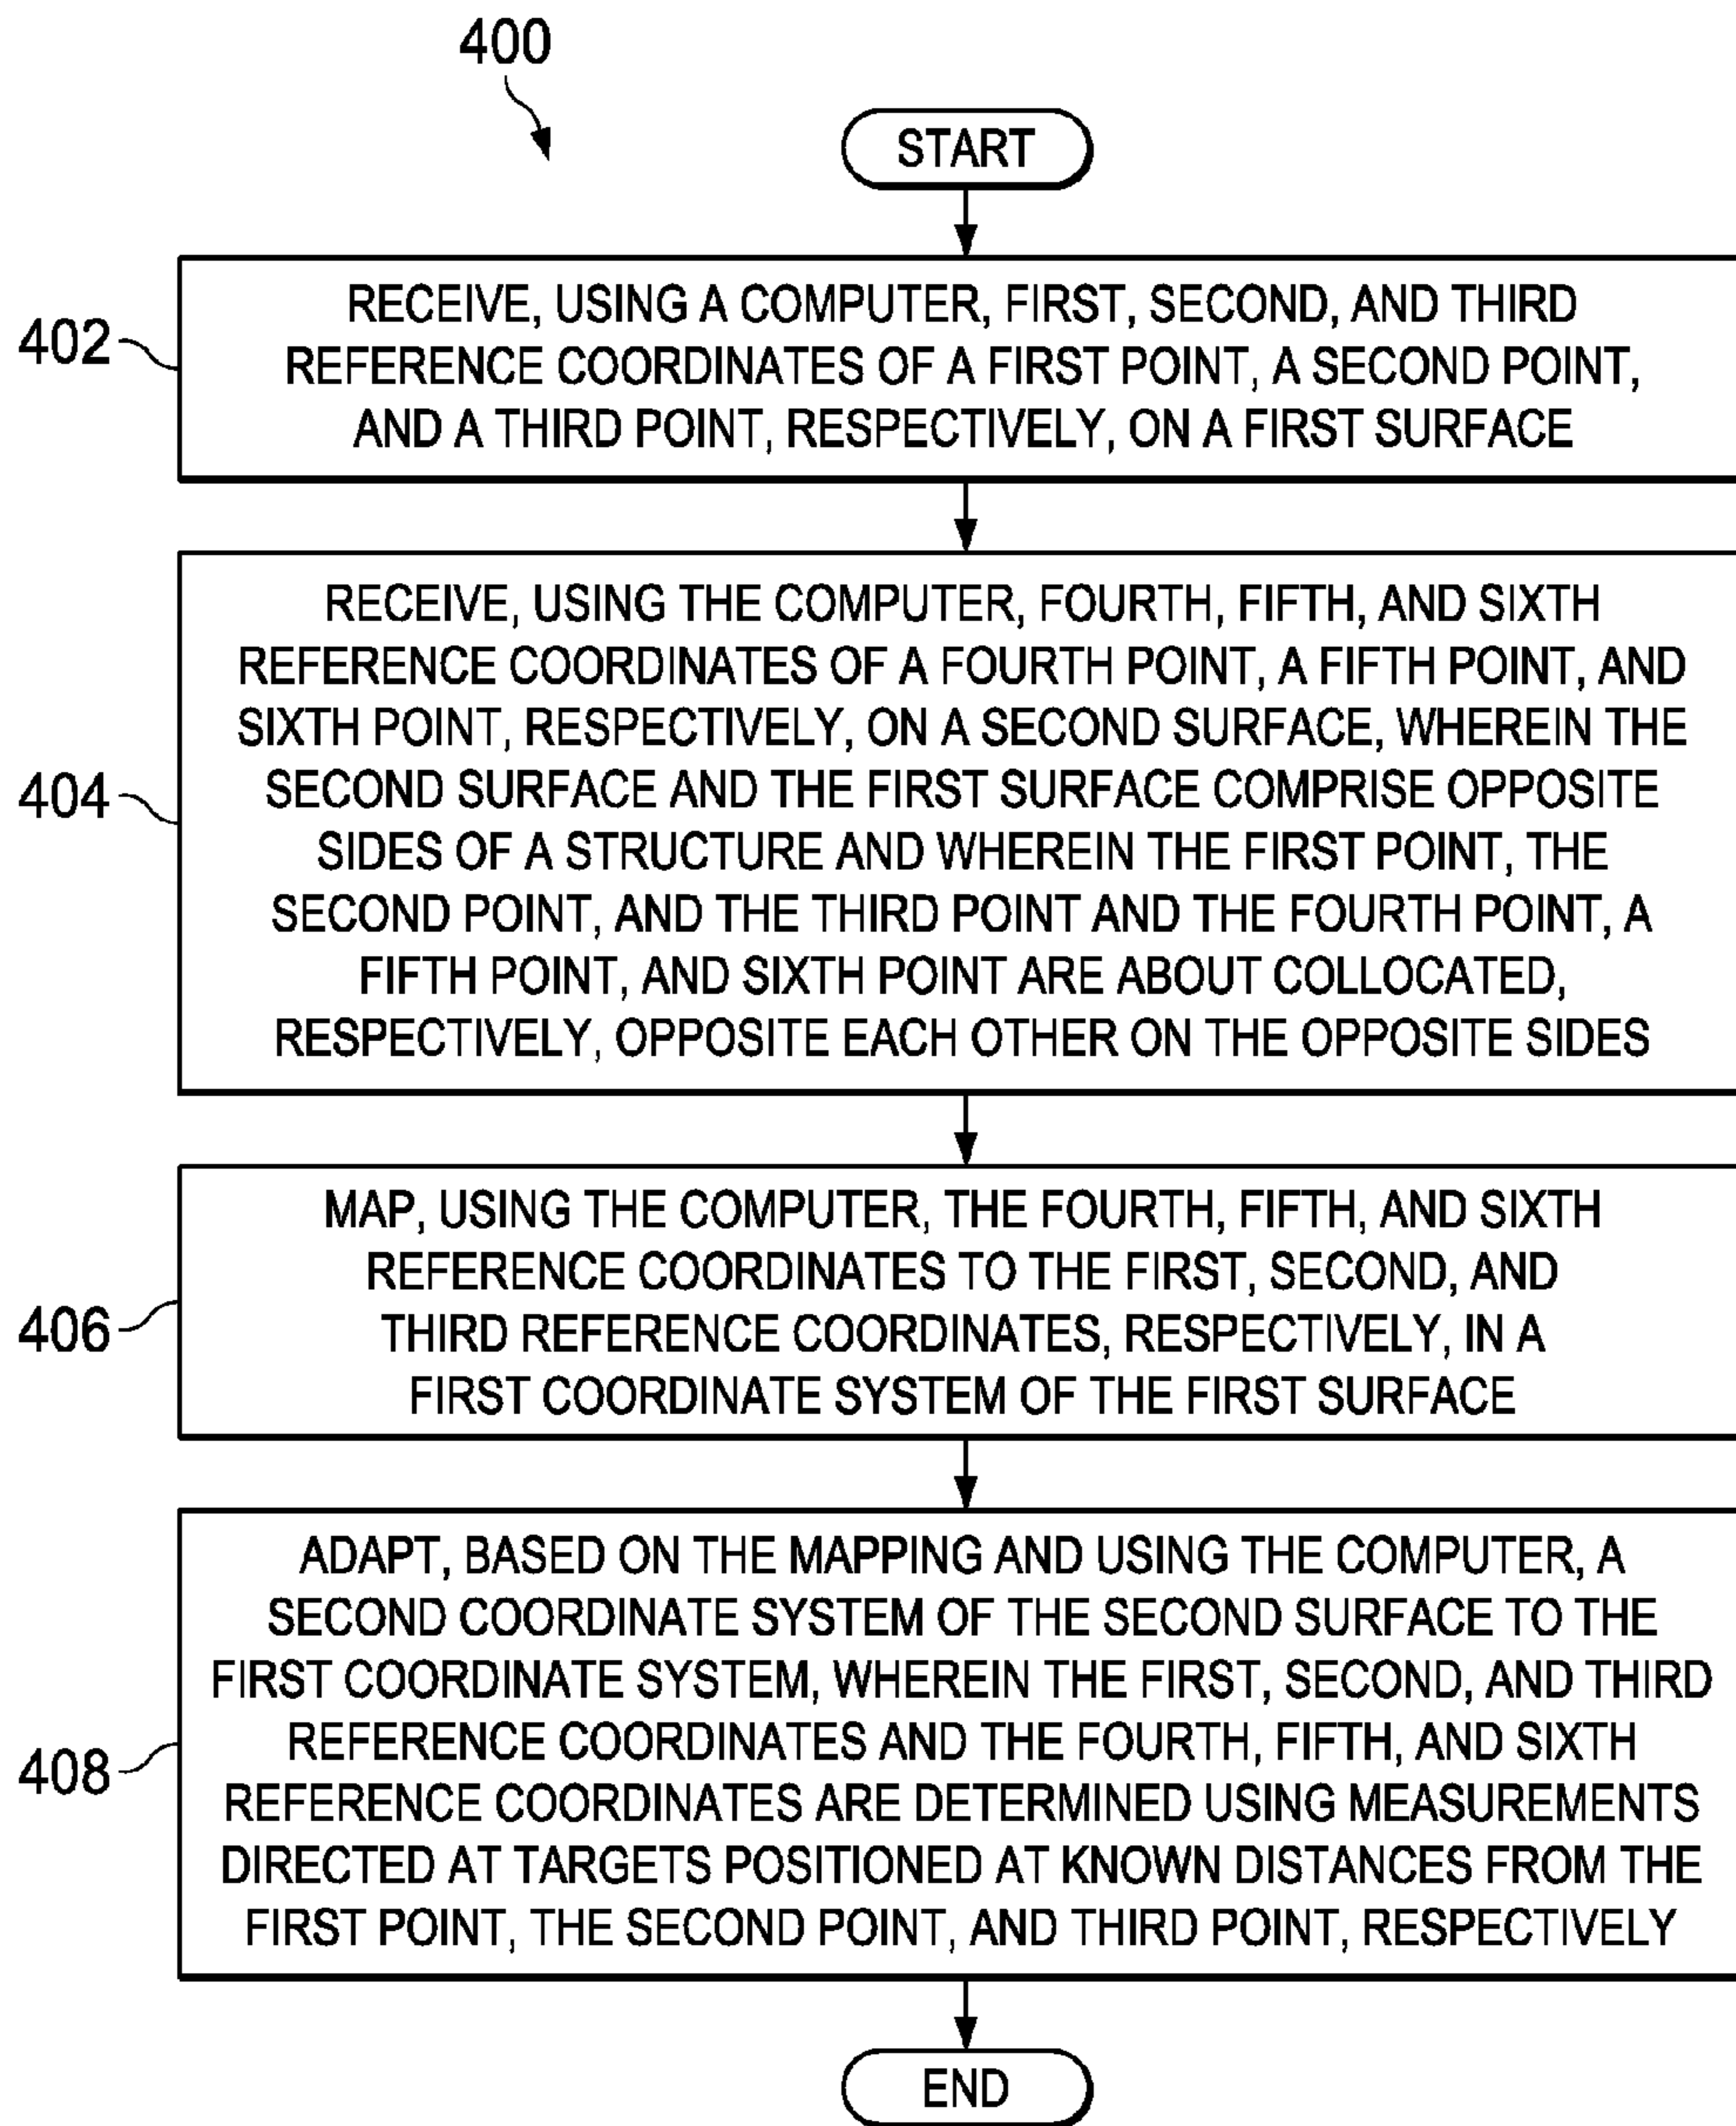 400
START
402
RECEIVE, USING A COMPUTER, FIRST, SECOND, AND THIRD
REFERENCE COORDINATES OF A FIRST POINT, A SECOND POINT,
AND A THIRD POINT, RESPECTIVELY, ON A FIRST SURFACE
404
RECEIVE, USING THE COMPUTER, FOURTH, FIFTH, AND SIXTH
REFERENCE COORDINATES OF A FOURTH POINT, A FIFTH POINT, AND
SIXTH POINT, RESPECTIVELY, ON A SECOND SURFACE, WHEREIN THE
SECOND SURFACE AND THE FIRST SURFACE COMPRISE OPPOSITE
SIDES OF A STRUCTURE AND WHEREIN THE FIRST POINT, THE
SECOND POINT, AND THE THIRD POINT AND THE FOURTH POINT, A
FIFTH POINT, AND SIXTH POINT ARE ABOUT COLLOCATED,
RESPECTIVELY, OPPOSITE EACH OTHER ON THE OPPOSITE SIDES
406
MAP, USING THE COMPUTER, THE FOURTH, FIFTH, AND SIXTH
REFERENCE COORDINATES TO THE FIRST, SECOND, AND
THIRD REFERENCE COORDINATES, RESPECTIVELY, IN A
FIRST COORDINATE SYSTEM OF THE FIRST SURFACE
408
ADAPT, BASED ON THE MAPPING AND USING THE COMPUTER, A
SECOND COORDINATE SYSTEM OF THE SECOND SURFACE TO THE
FIRST COORDINATE SYSTEM, WHEREIN THE FIRST, SECOND, AND THIRD
REFERENCE COORDINATES AND THE FOURTH, FIFTH, AND SIXTH
REFERENCE COORDINATES ARE DETERMINED USING MEASUREMENTS
DIRECTED AT TARGETS POSITIONED AT KNOWN DISTANCES FROM THE
FIRST POINT, THE SECOND POINT, AND THIRD POINT, RESPECTIVELY
END